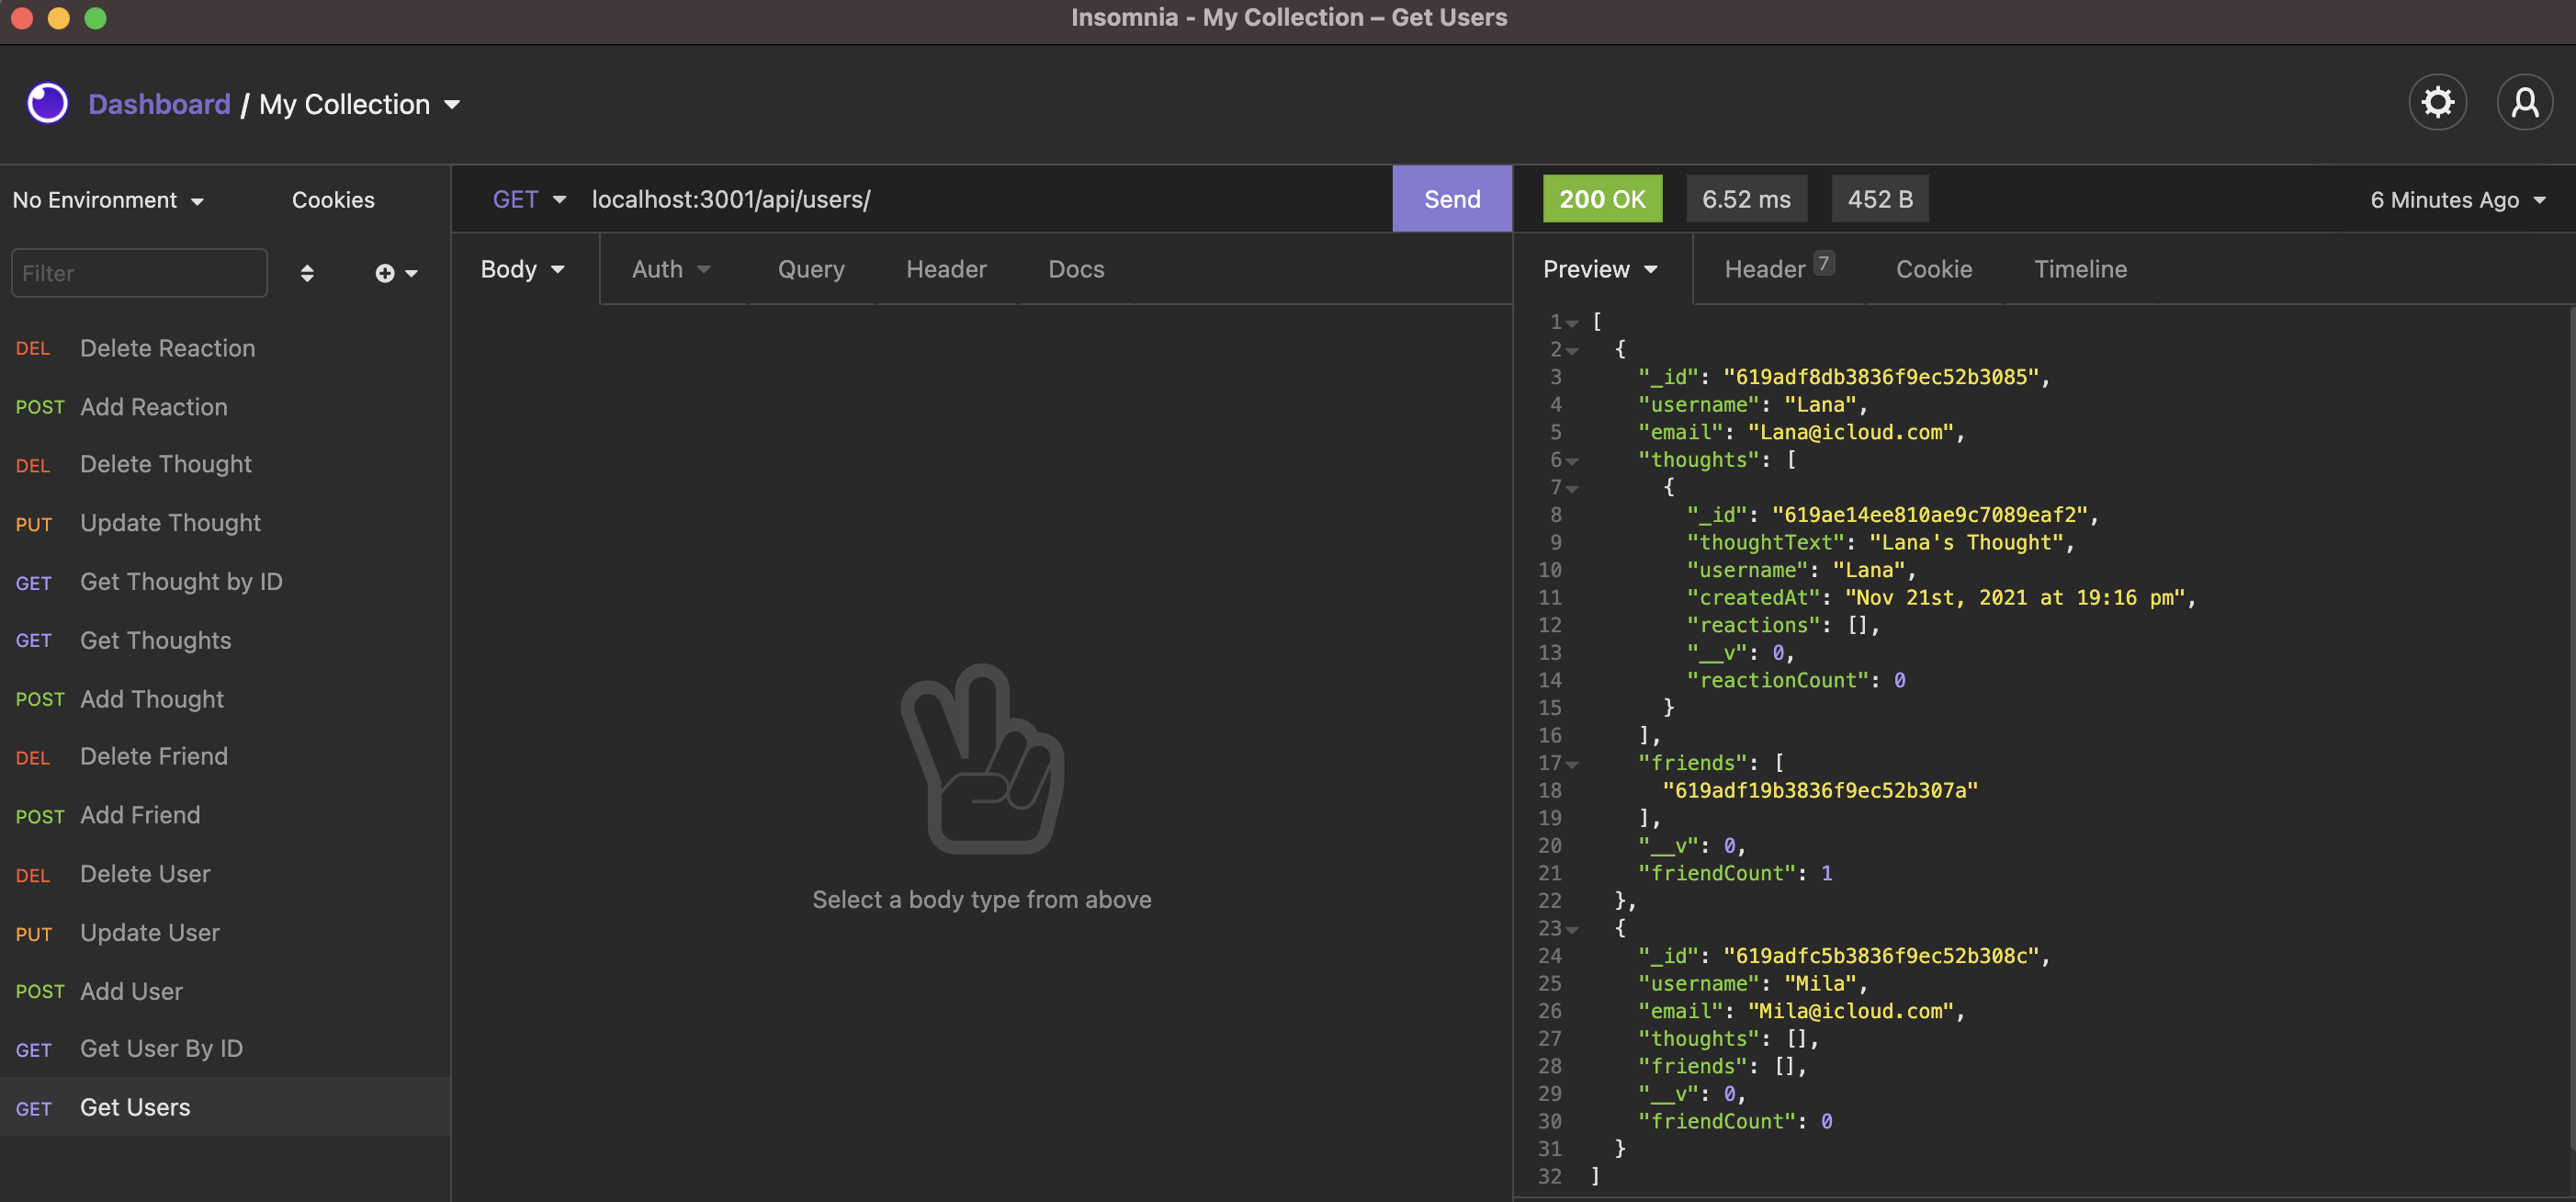 Insomnia - My Collection – Get Users
Dashboard / My Collection
No Environment
Cookies
GET localhost:3001/api/users/
Send
200 OK
6.52 ms
452 B
6 Minutes Ago
Filter
Body
Auth
Query
Header
Docs
Preview
Header 7
Cookie
Timeline
DEL Delete Reaction
POST Add Reaction
DEL Delete Thought
PUT Update Thought
GET Get Thought by ID
GET Get Thoughts
POST Add Thought
DEL Delete Friend
POST Add Friend
DEL Delete User
PUT Update User
POST Add User
GET Get User By ID
GET Get Users
Select a body type from above
1 [
2 {
3 "_id": "619adf8db3836f9ec52b3085",
4 "username": "Lana",
5 "email": "Lana@icloud.com",
6 "thoughts": [
7 {
8 "_id": "619ae14ee810ae9c7089eaf2",
9 "thoughtText": "Lana's Thought",
10 "username": "Lana",
11 "createdAt": "Nov 21st, 2021 at 19:16 pm",
12 "reactions": [],
13 "__v": 0,
14 "reactionCount": 0
15 }
16 ],
17 "friends": [
18 "619adf19b3836f9ec52b307a"
19 ],
20 "__v": 0,
21 "friendCount": 1
22 },
23 {
24 "_id": "619adfc5b3836f9ec52b308c",
25 "username": "Mila",
26 "email": "Mila@icloud.com",
27 "thoughts": [],
28 "friends": [],
29 "__v": 0,
30 "friendCount": 0
31 }
32 ]